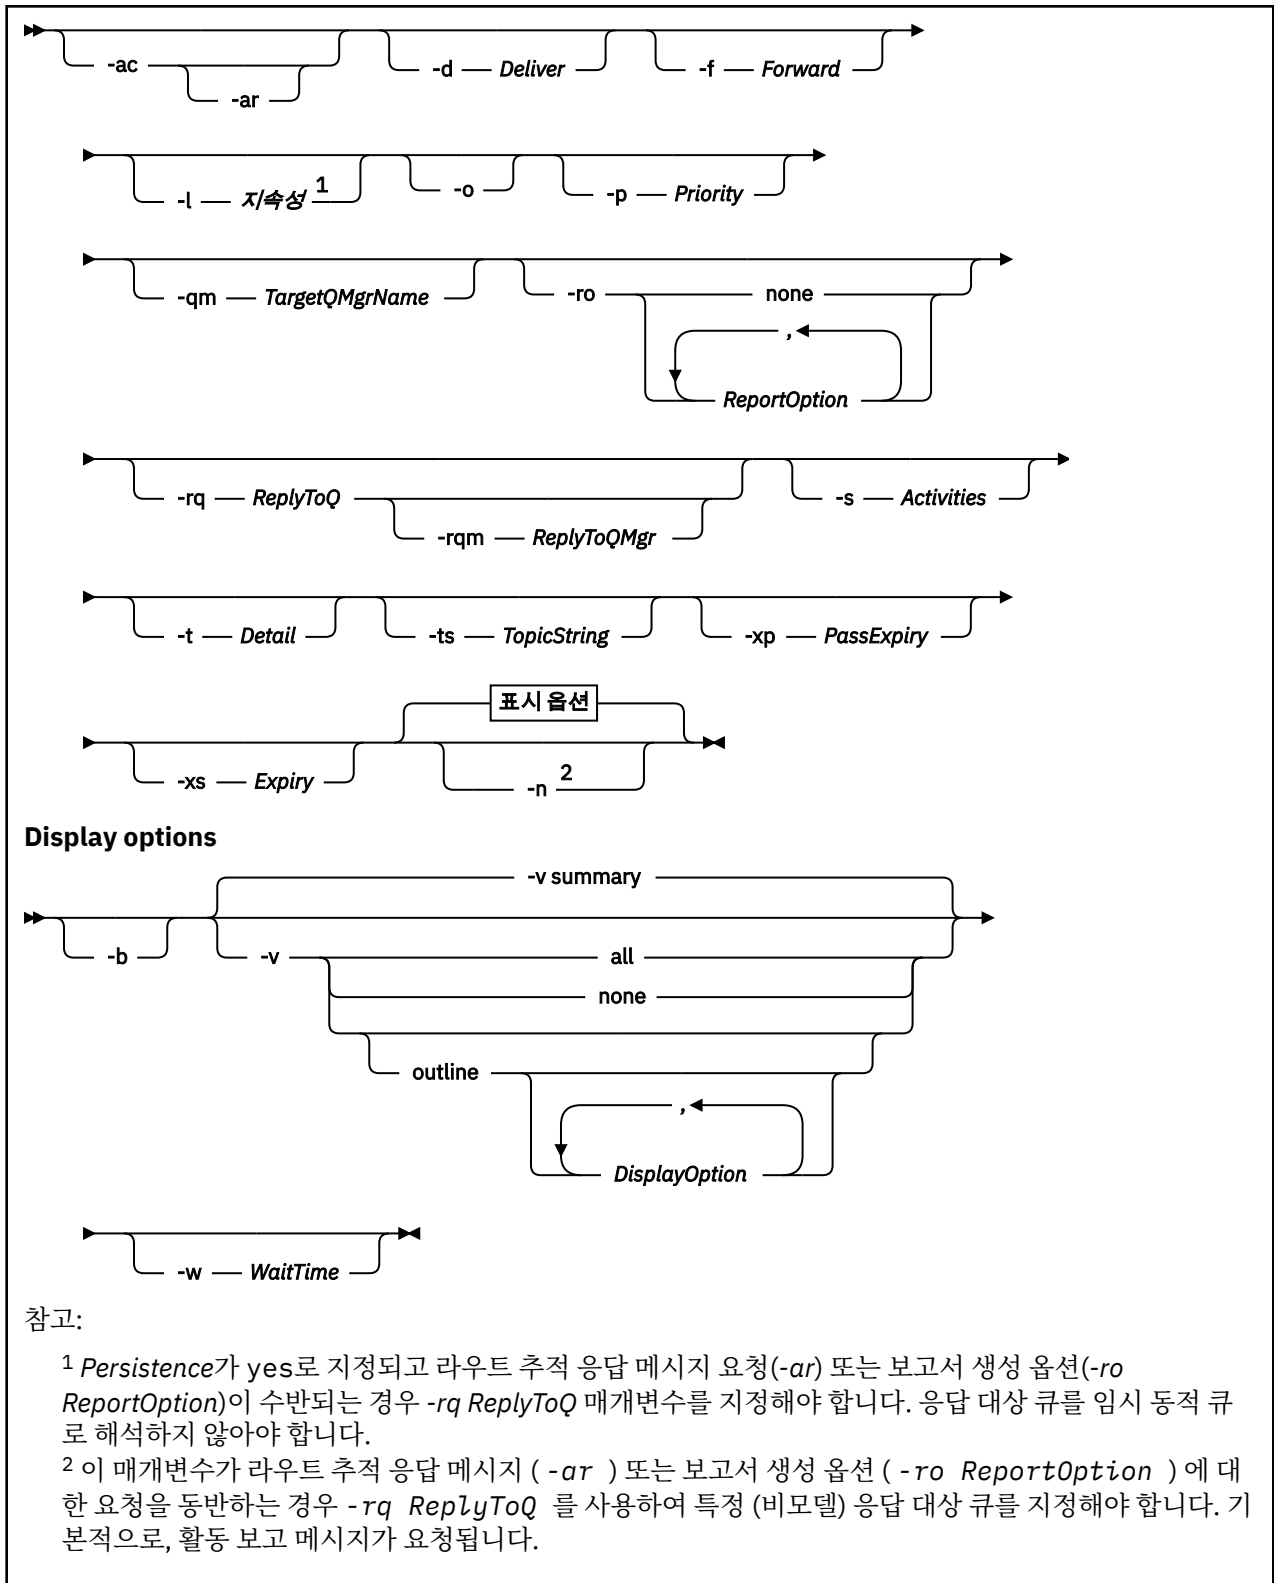 -ac
-ar
-d Deliver
-f Forward
-l 지속성 1
-o
-p Priority
-qm TargetQMgrName
-ro none
,
ReportOption
-rq ReplyToQ
-rqm ReplyToQMgr
-s Activities
-t Detail
-ts TopicString
-xp PassExpiry
표시 옵션
-xs Expiry
-n 2
Display options
-v summary
-b
-v all
none
outline
,
DisplayOption
-w WaitTime
참고:
1 Persistence가 yes로 지정되고 라우트 추적 응답 메시지 요청(-ar) 또는 보고서 생성 옵션(-ro
ReportOption)이 수반되는 경우 -rq ReplyToQ 매개변수를 지정해야 합니다. 응답 대상 큐를 임시 동적 큐
로 해석하지 않아야 합니다.
2 이 매개변수가 라우트 추적 응답 메시지 ( -ar ) 또는 보고서 생성 옵션 ( -ro ReportOption ) 에 대
한 요청을 동반하는 경우 -rq ReplyToQ 를 사용하여 특정 (비모델) 응답 대상 큐를 지정해야 합니다. 기
본적으로, 활동 보고 메시지가 요청됩니다.